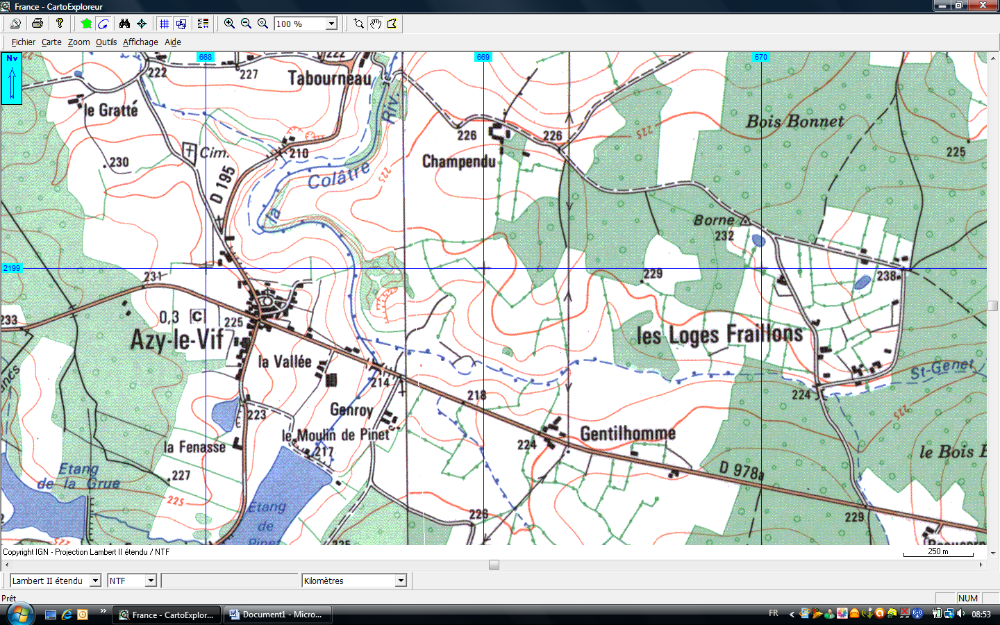 France - CartoExploreur
100 %
Fichier Carte Zoom Outils Affichage Aide
Nv
668
669
670
222
227
222
Tabourneau
le Gratté
Riv.
Bois Bonnet
226
226
225
225
Cim.
210
230
Champendu
Colâtre
225
D 195
la
Borne
232
2199
231
229
238
0,3 C
225
233
Azy-le-Vif
les Loges Fraillons
la Vallée
214
St-Genet
218
224
Genroy
223
225
le Moulin de Pinet
Gentilhomme
224
la Fenasse
217
le Bois B
Etang
de la Grue
227
D 978a
225
Etang
de
Pinet
226
229
225
Copyright IGN - Projection Lambert II étendu / NTF
250 m
Lambert II étendu
NTF
Kilomètres
Prêt
NUM
France - CartoExplor...
Document1 - Micro...
FR
08:53